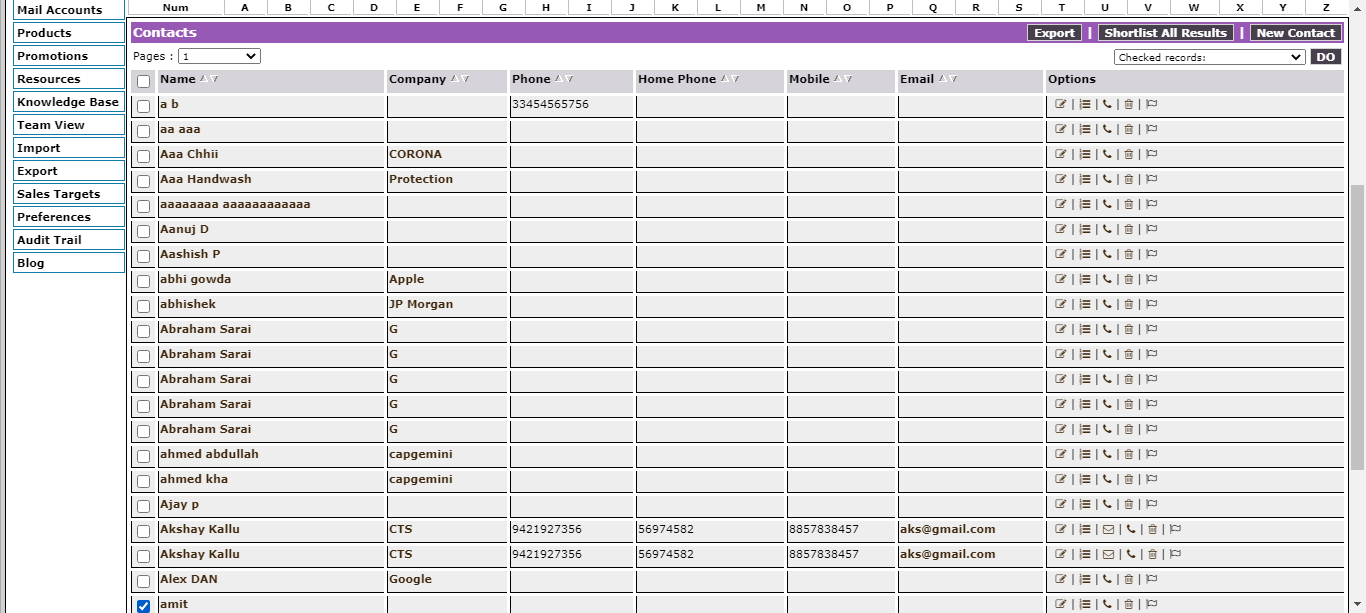 Num A B C D E F G H I J K L M N O P Q R S T U V W X Y Z
Mail Accounts
Products
Promotions
Resources
Knowledge Base
Team View
Import
Export
Sales Targets
Preferences
Audit Trail
Blog
Contacts Export | Shortlist All Results | New Contact
Pages : 1 Checked records: DO
Name Company Phone Home Phone Mobile Email Options
a b 33454565756 | | | |
aa aaa | | | |
Aaa Chhii CORONA | | | |
Aaa Handwash Protection | | | |
aaaaaaaa aaaaaaaaaaaa | | | |
Aanuj D | | | |
Aashish P | | | |
abhi gowda Apple | | | |
abhishek JP Morgan | | | |
Abraham Sarai G | | | |
Abraham Sarai G | | | |
Abraham Sarai G | | | |
Abraham Sarai G | | | |
Abraham Sarai G | | | |
ahmed abdullah capgemini | | | |
ahmed kha capgemini | | | |
Ajay p | | | |
Akshay Kallu CTS 9421927356 56974582 8857838457 aks@gmail.com | | | | |
Akshay Kallu CTS 9421927356 56974582 8857838457 aks@gmail.com | | | | |
Alex DAN Google | | | |
amit | | | |